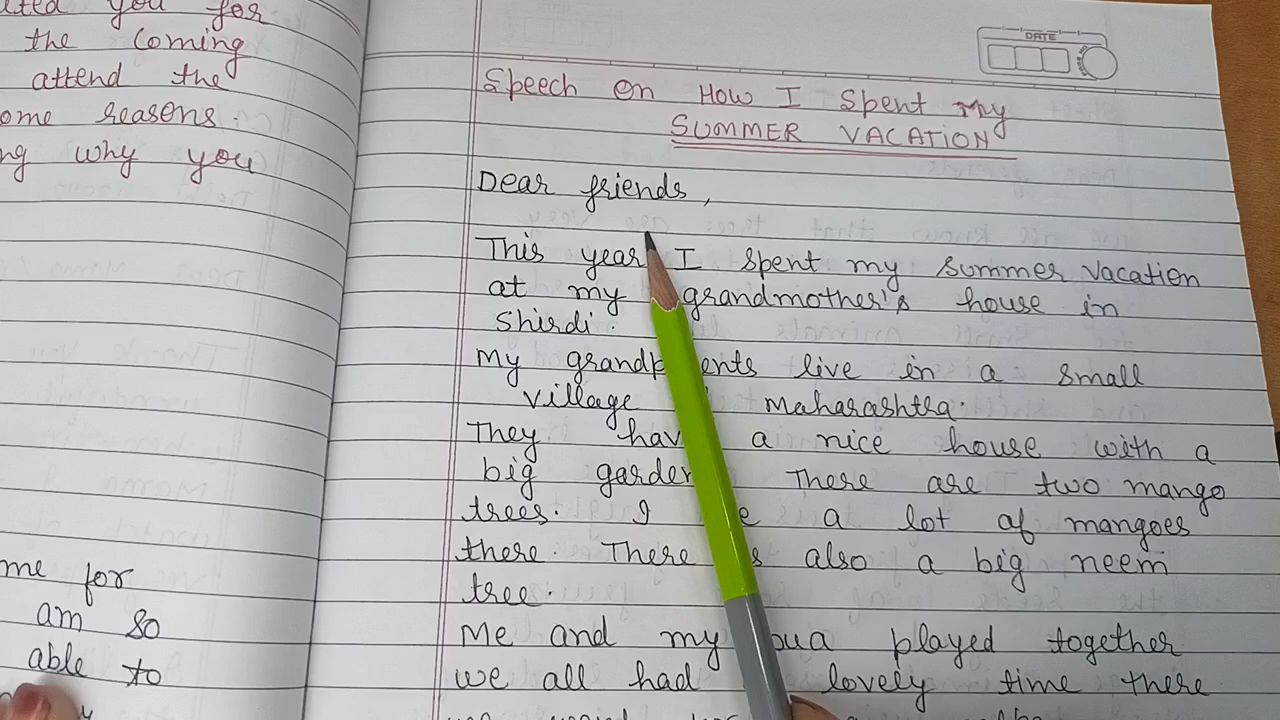 uted you for
the coming
attend the
ome reasons.
ng why you
me for
am so
able to
DATE
Speech on How I spent My
SUMMER VACATION
Dear friends,
This year I spent my summer vacation
at my grandmother's house in
Shirdi.
My grandp ents live in a small
village Maharashtra.
They hav a nice house with a
big garden There are two mango
trees. I e a lot of mangoes
there. There s also a big neem
tree.
Me and my bua played together
we all had lovely time there